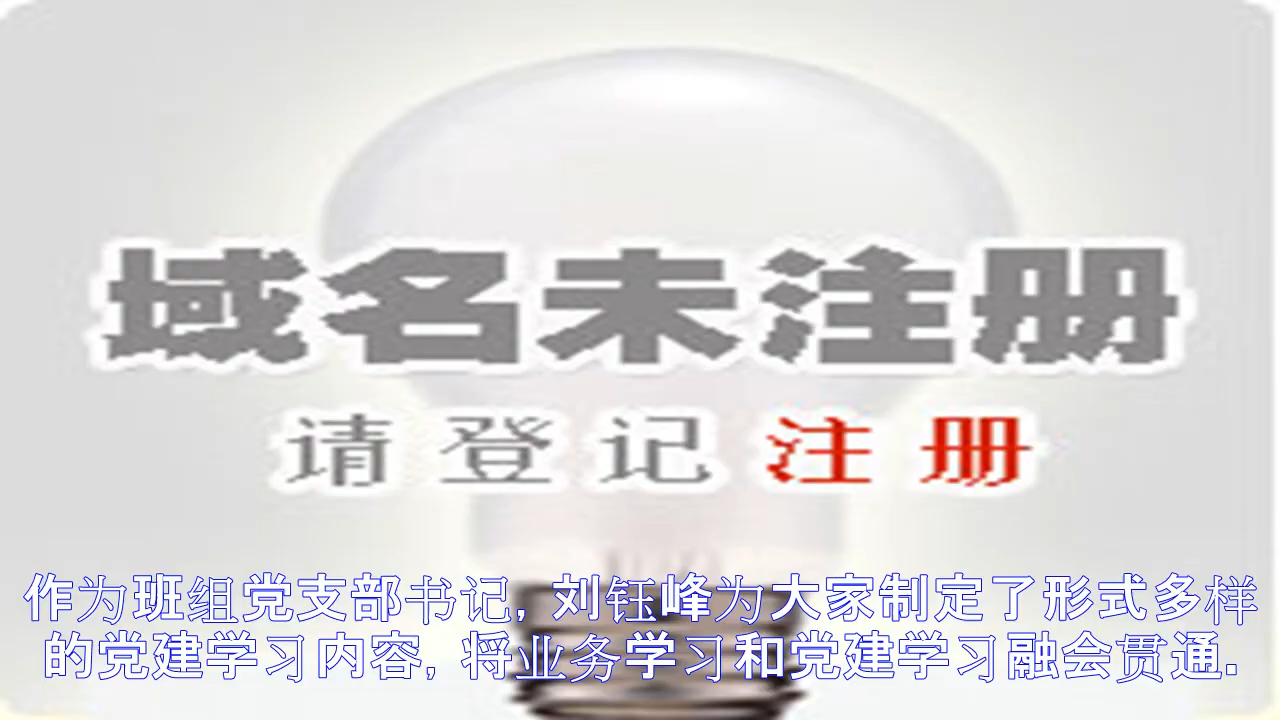 域名未注册
请登记注册
作为班组党支部书记, 刘钰峰为大家制定了形式多样
的党建学习内容, 将业务学习和党建学习融会贯通.